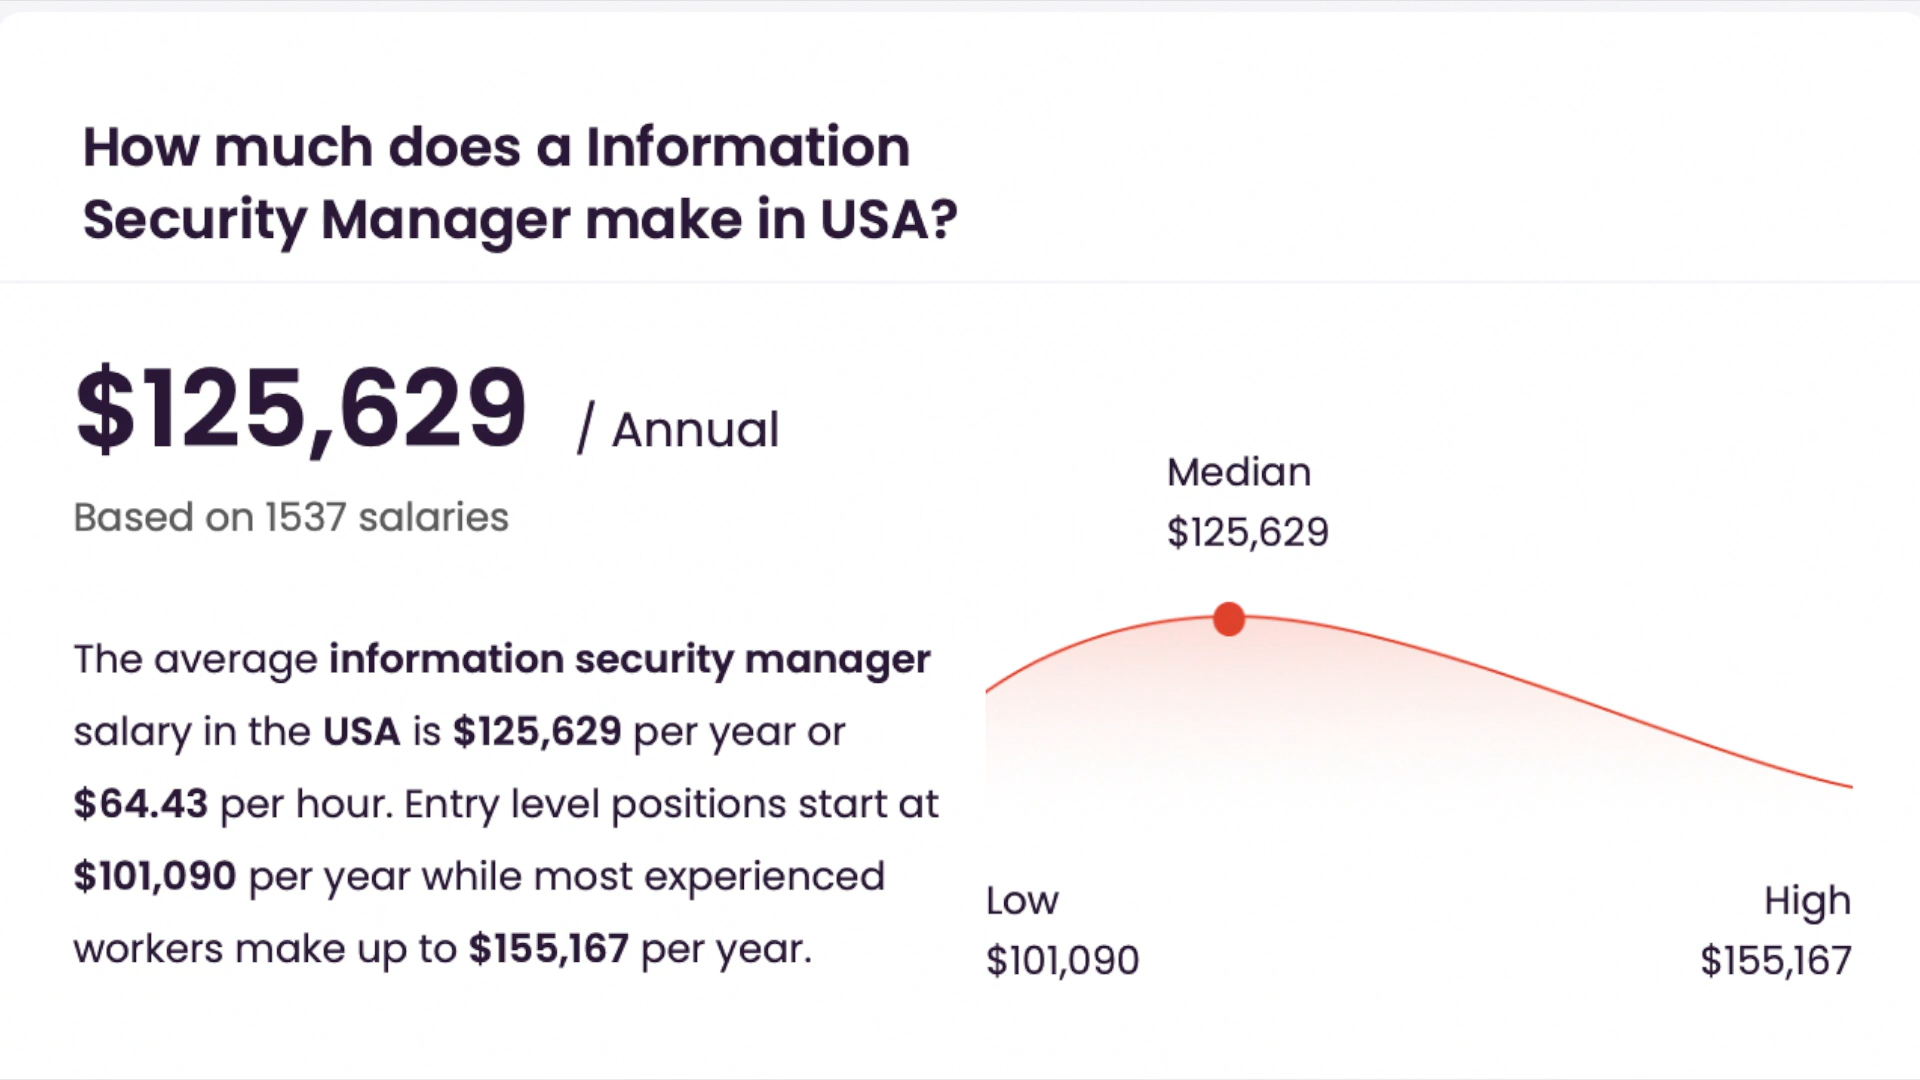 How much does a Information
Security Manager make in USA?
$125,629 / Annual
Based on 1537 salaries
The average information security manager
salary in the USA is $125,629 per year or
$64.43 per hour. Entry level positions start at
$101,090 per year while most experienced
workers make up to $155,167 per year.
Median
$125,629
Low
$101,090
High
$155,167